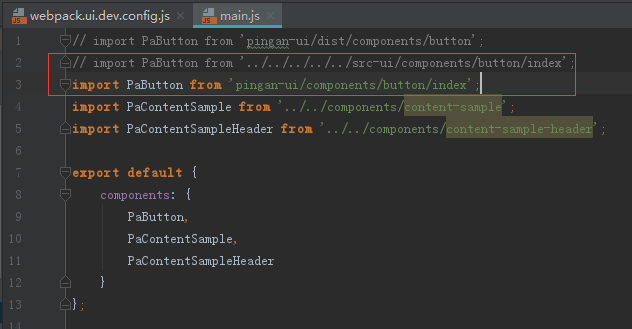 webpack.ui.dev.config.js × main.js ×
1 // import PaButton from 'pingan-ui/dist/components/button';
2 // import PaButton from '../../../../../src-ui/components/button/index';
3 import PaButton from 'pingan-ui/components/button/index';
4 import PaContentSample from '../../components/content-sample';
5 import PaContentSampleHeader from '../../components/content-sample-header';
6
7 export default {
8 components: {
9 PaButton,
10 PaContentSample,
11 PaContentSampleHeader
12 }
13 };